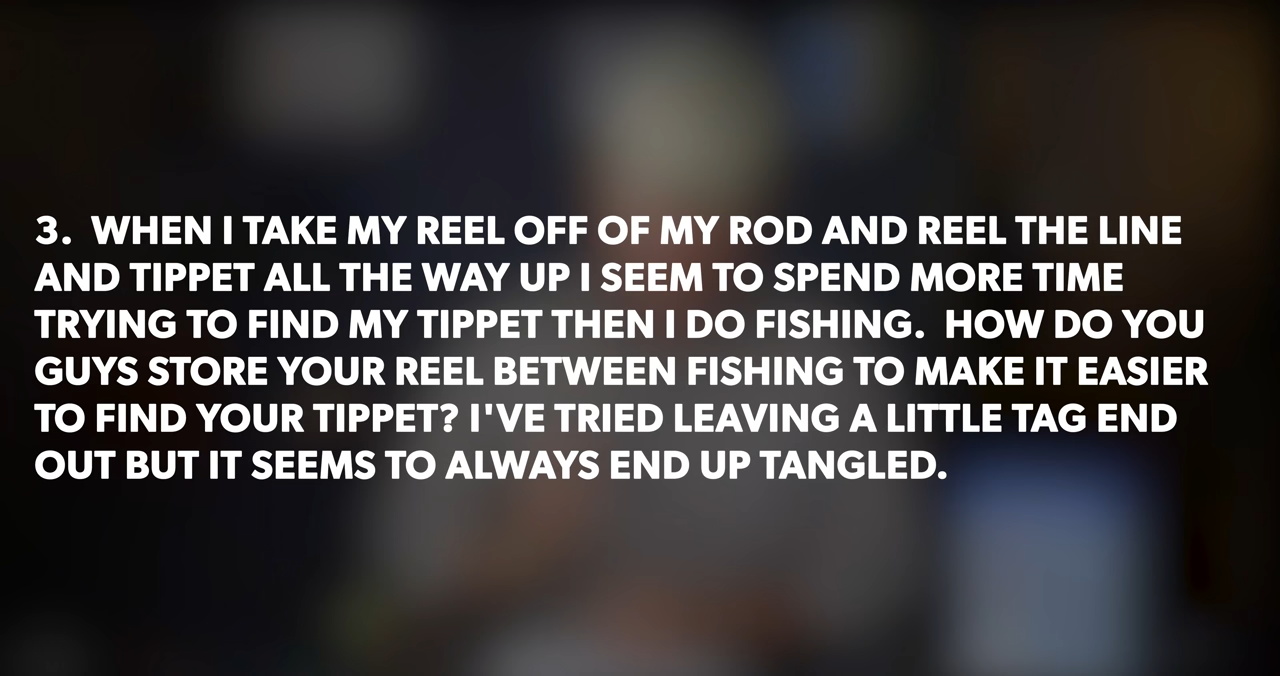 3.  WHEN I TAKE MY REEL OFF OF MY ROD AND REEL THE LINE
AND TIPPET ALL THE WAY UP I SEEM TO SPEND MORE TIME
TRYING TO FIND MY TIPPET THEN I DO FISHING.  HOW DO YOU
GUYS STORE YOUR REEL BETWEEN FISHING TO MAKE IT EASIER
TO FIND YOUR TIPPET? I'VE TRIED LEAVING A LITTLE TAG END
OUT BUT IT SEEMS TO ALWAYS END UP TANGLED.